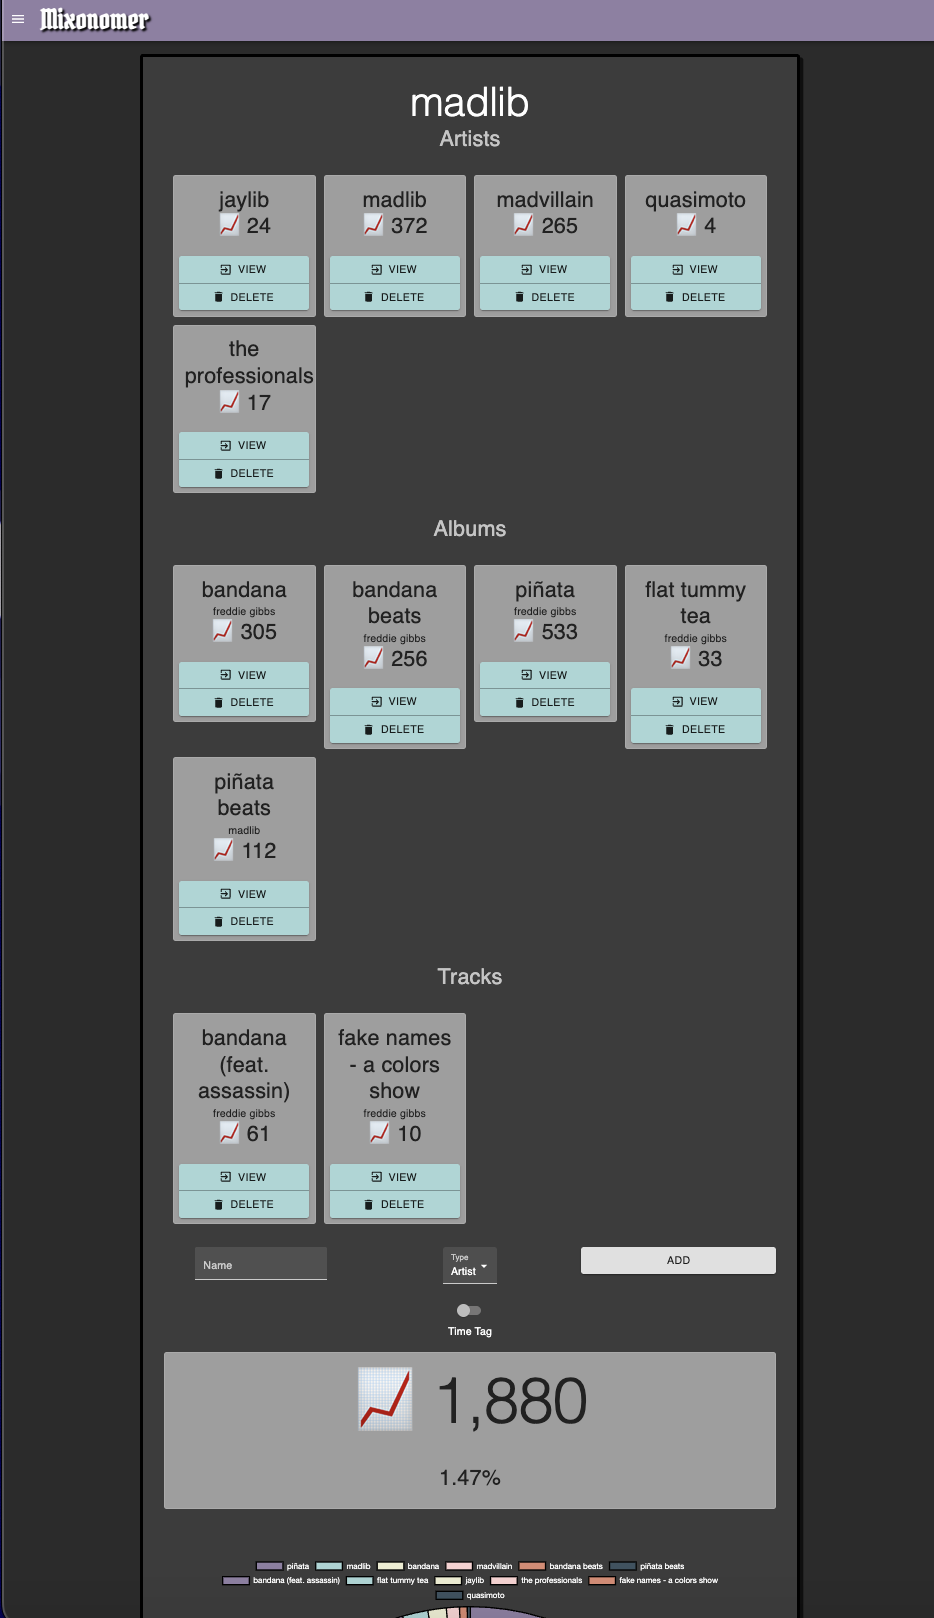 Mixonomer
madlib
Artists
jaylib
24
VIEW
DELETE
madlib
372
VIEW
DELETE
madvillain
265
VIEW
DELETE
quasimoto
4
VIEW
DELETE
the
professionals
17
VIEW
DELETE
Albums
bandana
freddie gibbs
305
VIEW
DELETE
bandana
beats
freddie gibbs
256
VIEW
DELETE
piñata
freddie gibbs
533
VIEW
DELETE
flat tummy
tea
freddie gibbs
33
VIEW
DELETE
piñata
beats
madlib
112
VIEW
DELETE
Tracks
bandana
(feat.
assassin)
freddie gibbs
61
VIEW
DELETE
fake names
- a colors
show
freddie gibbs
10
VIEW
DELETE
Name
Type
Artist
ADD
Time Tag
1,880
1.47%
piñata madlib bandana madvillain bandana beats piñata beats
bandana (feat. assassin) flat tummy tea jaylib the professionals fake names - a colors show
quasimoto